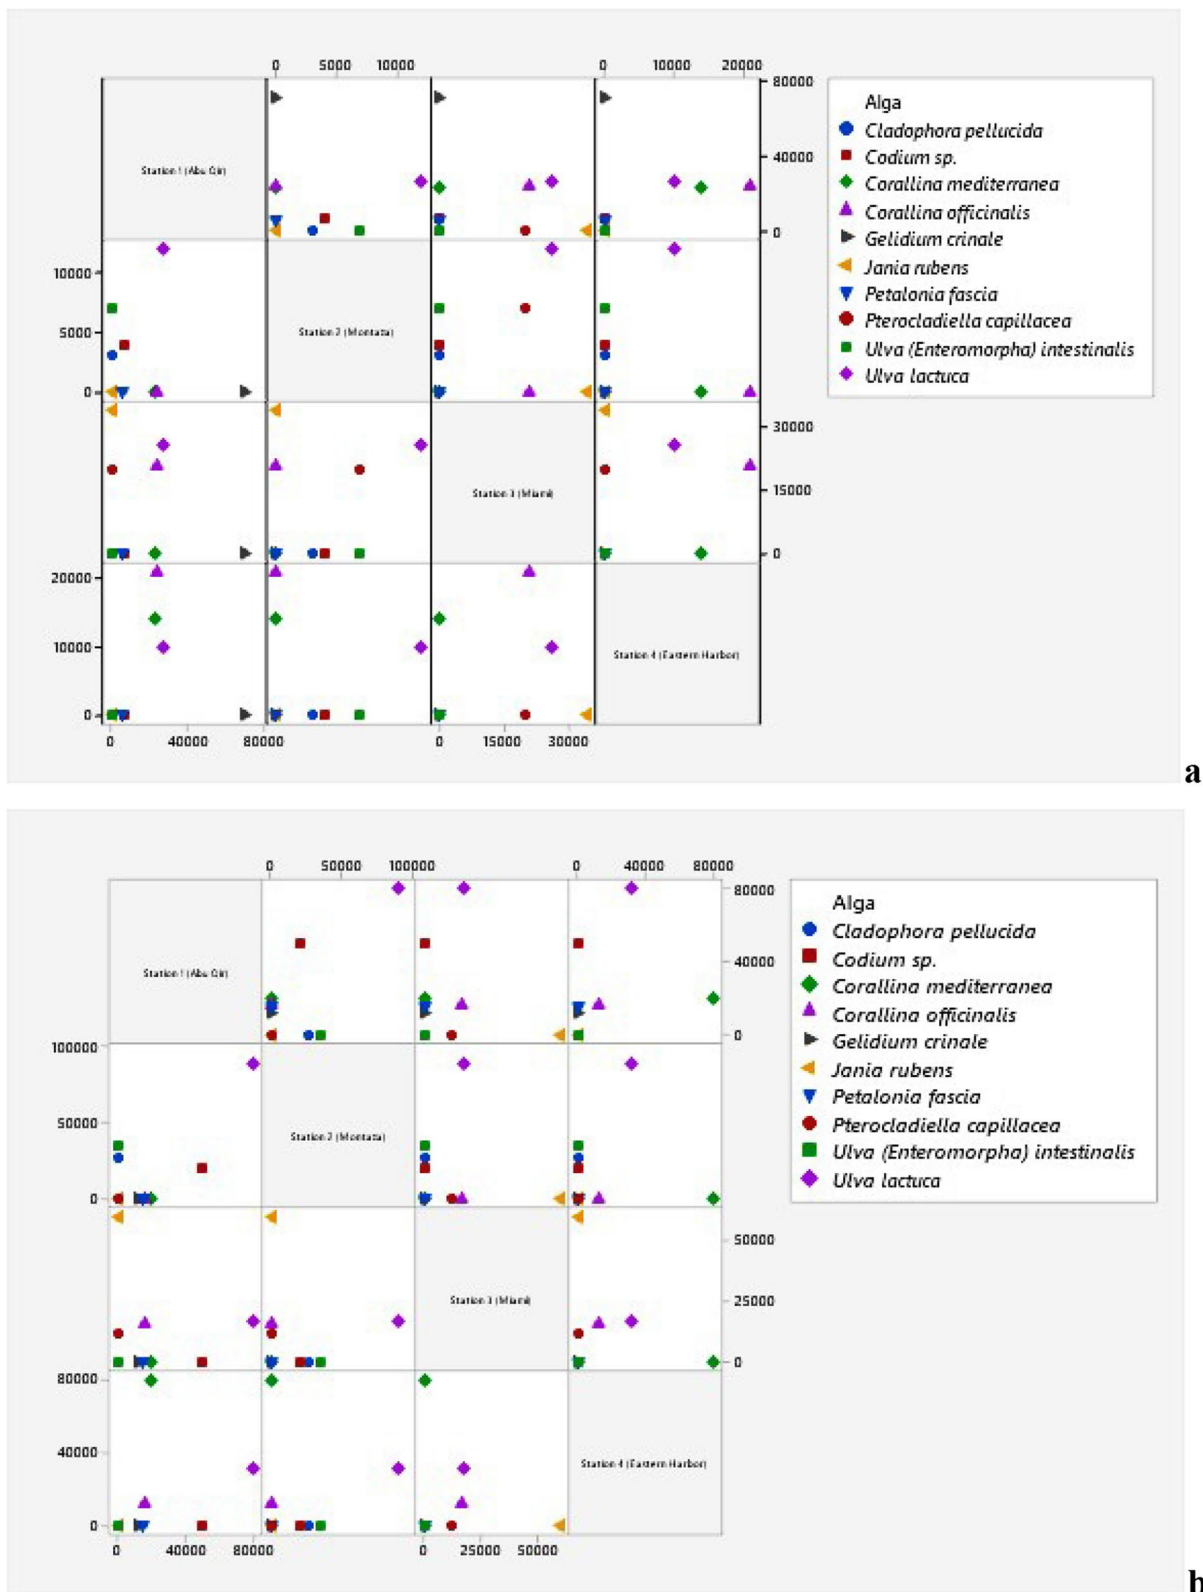 0 5000 10000 0 10000 20000
80000
Alga
Cladophora pellucida
Codium sp.
40000
Station 1 (Abu Qir)
Corallina mediterranea
Corallina officinalis
0
Gelidium crinale
Jania rubens
10000
Petalonia fascia
Pterocladiella capillacea
5000
Station 2 (Montaza)
Ulva (Enteromorpha) intestinalis
Ulva lactuca
0
30000
Station 3 (Miami)
15000
0
20000
10000
Station 4 (Eastern Harbor)
0
0 40000 80000 0 15000 30000
a
0 50000 100000 0 40000 80000
80000
Alga
Cladophora pellucida
Codium sp.
40000
Station 1 (Abu Qir)
Corallina mediterranea
Corallina officinalis
0
Gelidium crinale
100000
Jania rubens
Petalonia fascia
50000
Pterocladiella capillacea
Station 2 (Montaza)
Ulva (Enteromorpha) intestinalis
Ulva lactuca
0
50000
Station 3 (Miami)
25000
0
80000
40000
Station 4 (Eastern Harbor)
0
0 40000 80000 0 25000 50000
b